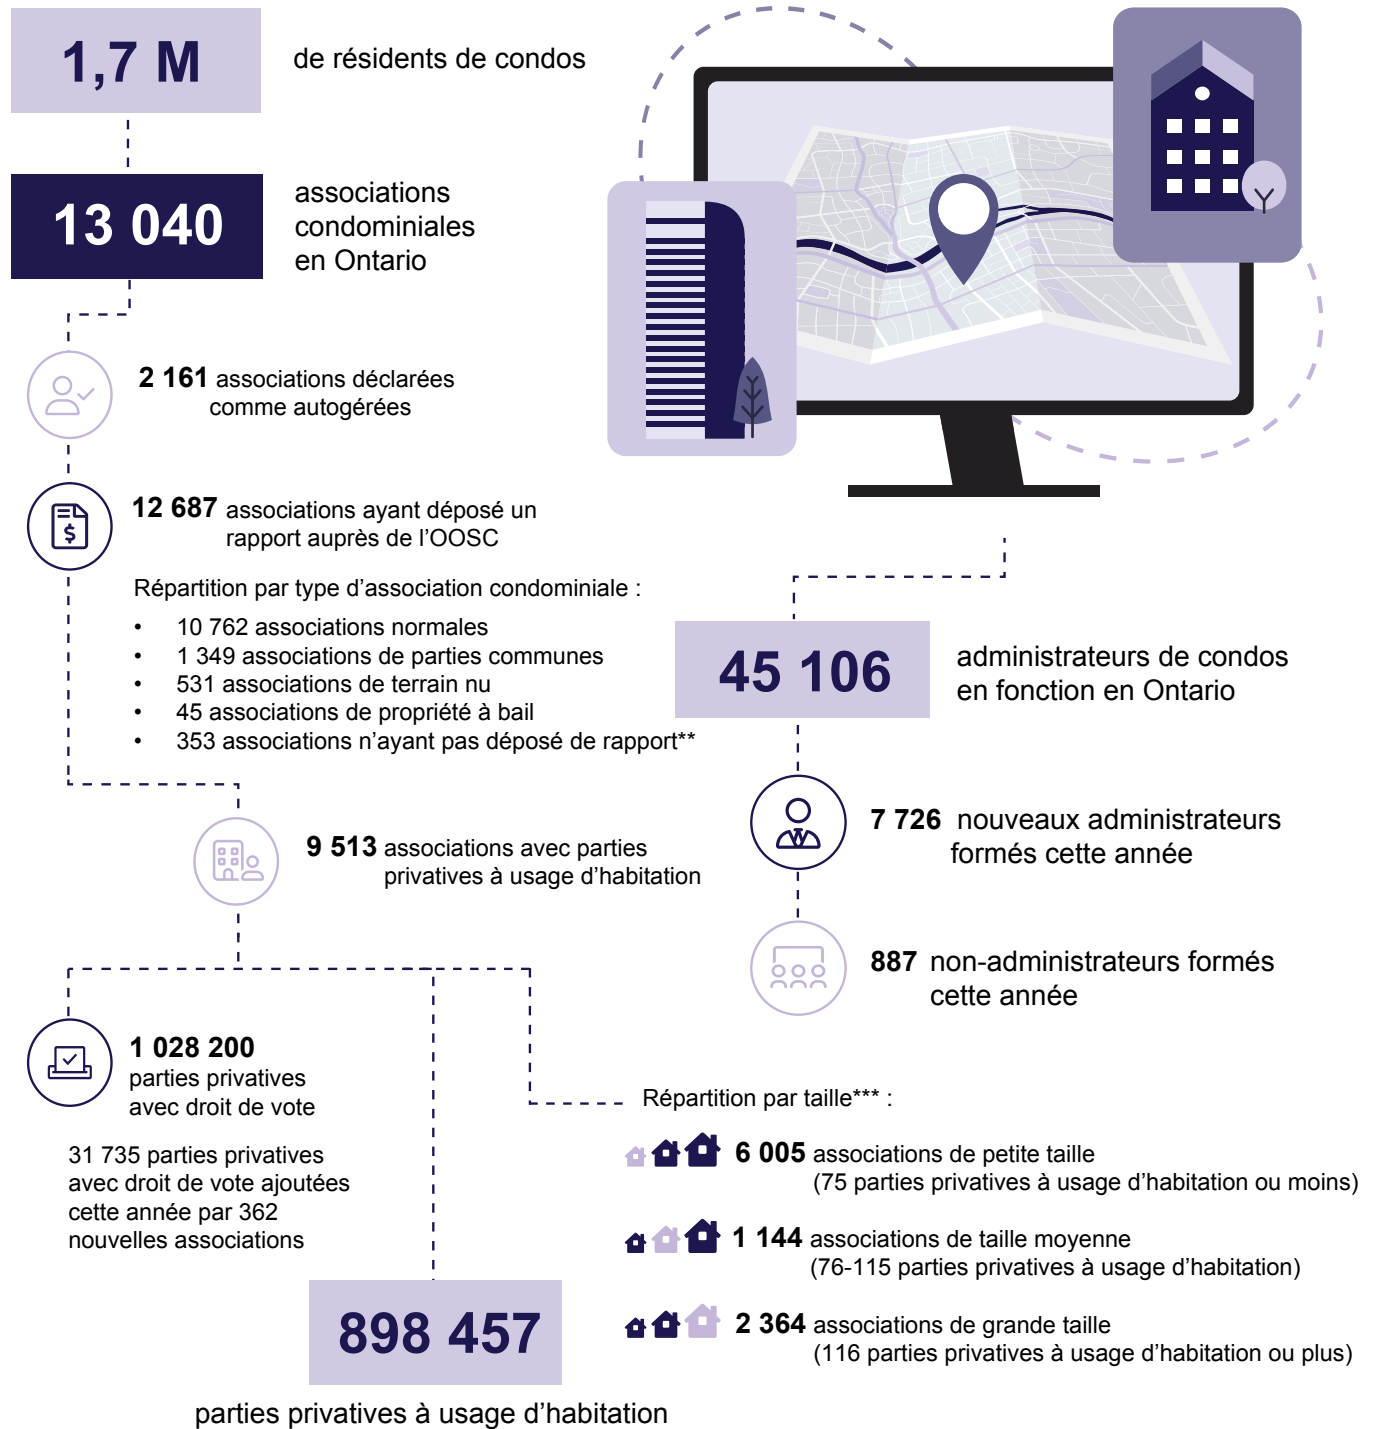 1,7 M
de résidents de condos
13 040
associations
condominiales
en Ontario
2 161 associations déclarées
comme autogérées
12 687 associations ayant déposé un
rapport auprès de l’OOSC
Répartition par type d’association condominiale :
• 10 762 associations normales
• 1 349 associations de parties communes
• 531 associations de terrain nu
• 45 associations de propriété à bail
• 353 associations n’ayant pas déposé de rapport**
9 513 associations avec parties
privatives à usage d’habitation
1 028 200
parties privatives
avec droit de vote
31 735 parties privatives
avec droit de vote ajoutées
cette année par 362
nouvelles associations
898 457
parties privatives à usage d’habitation
45 106
administrateurs de condos
en fonction en Ontario
7 726 nouveaux administrateurs
formés cette année
887 non-administrateurs formés
cette année
Répartition par taille*** :
6 005 associations de petite taille
(75 parties privatives à usage d’habitation ou moins)
1 144 associations de taille moyenne
(76-115 parties privatives à usage d’habitation)
2 364 associations de grande taille
(116 parties privatives à usage d’habitation ou plus)